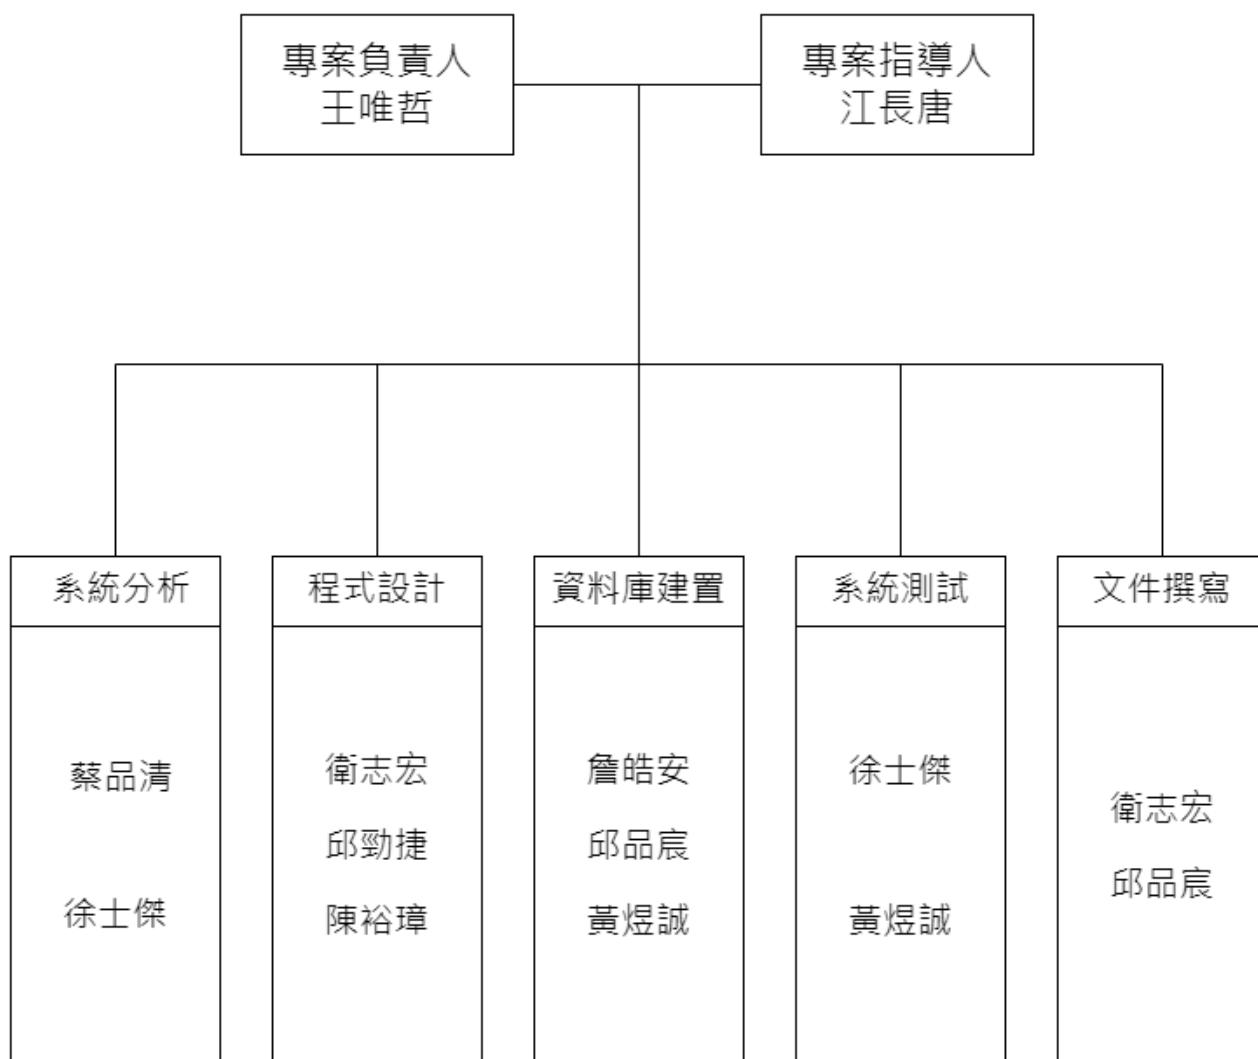 專案負責人
王唯哲
專案指導人
江長唐
系統分析
蔡品清
徐士傑
程式設計
衛志宏
邱勁捷
陳裕璋
資料庫建置
詹皓安
邱品宸
黃煜誠
系統測試
徐士傑
黃煜誠
文件撰寫
衛志宏
邱品宸